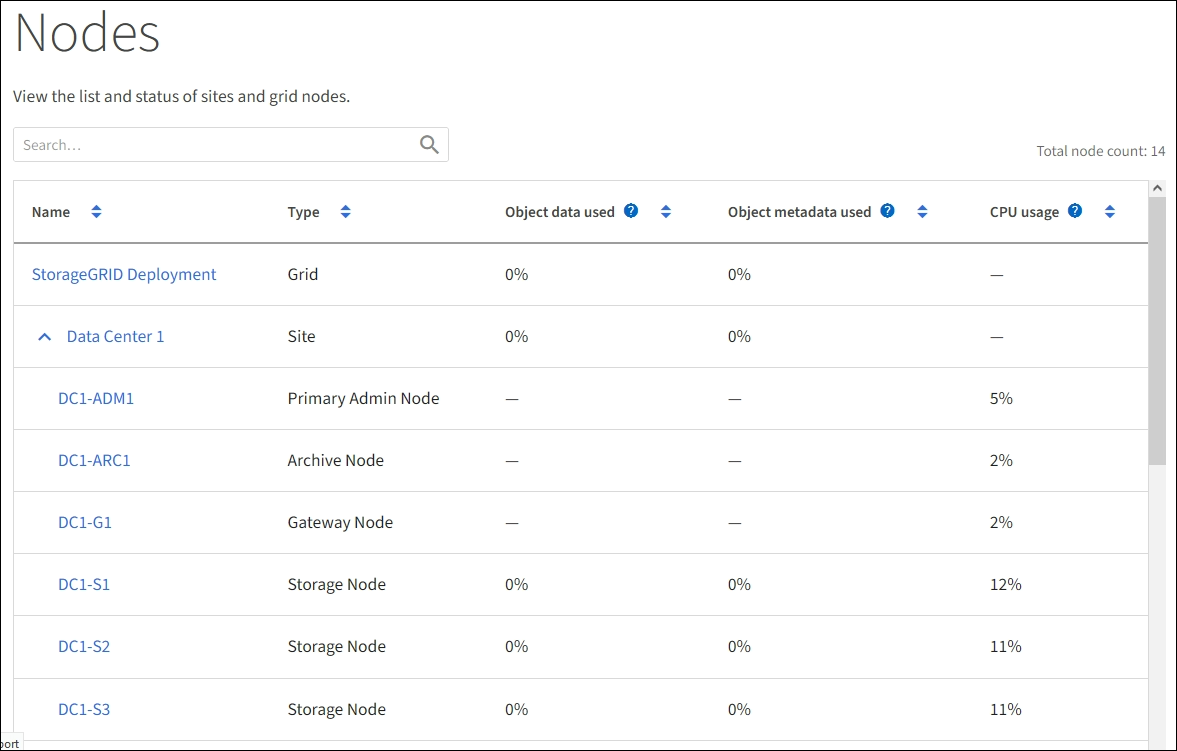 Nodes
View the list and status of sites and grid nodes.
Search…
Total node count: 14
Name Type Object data used ? Object metadata used ? CPU usage ?
StorageGRID Deployment Grid 0% 0% —
Data Center 1 Site 0% 0% —
DC1-ADM1 Primary Admin Node — — 5%
DC1-ARC1 Archive Node — — 2%
DC1-G1 Gateway Node — — 2%
DC1-S1 Storage Node 0% 0% 12%
DC1-S2 Storage Node 0% 0% 11%
DC1-S3 Storage Node 0% 0% 11%
port